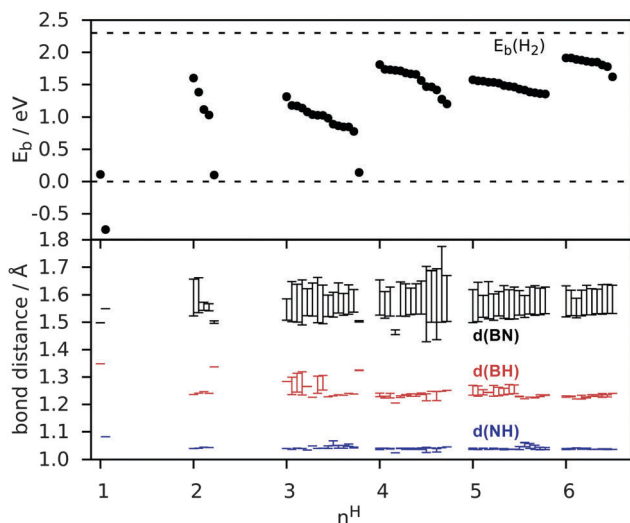 2.5
2.0
1.5
1.0
0.5
0.0
-0.5
E_b / eV
E_b(H_2)
1.8
1.7
1.6
1.5
1.4
1.3
1.2
1.1
1.0
bond distance / Å
d(BN)
d(BH)
d(NH)
1 2 3 4 5 6
n^H